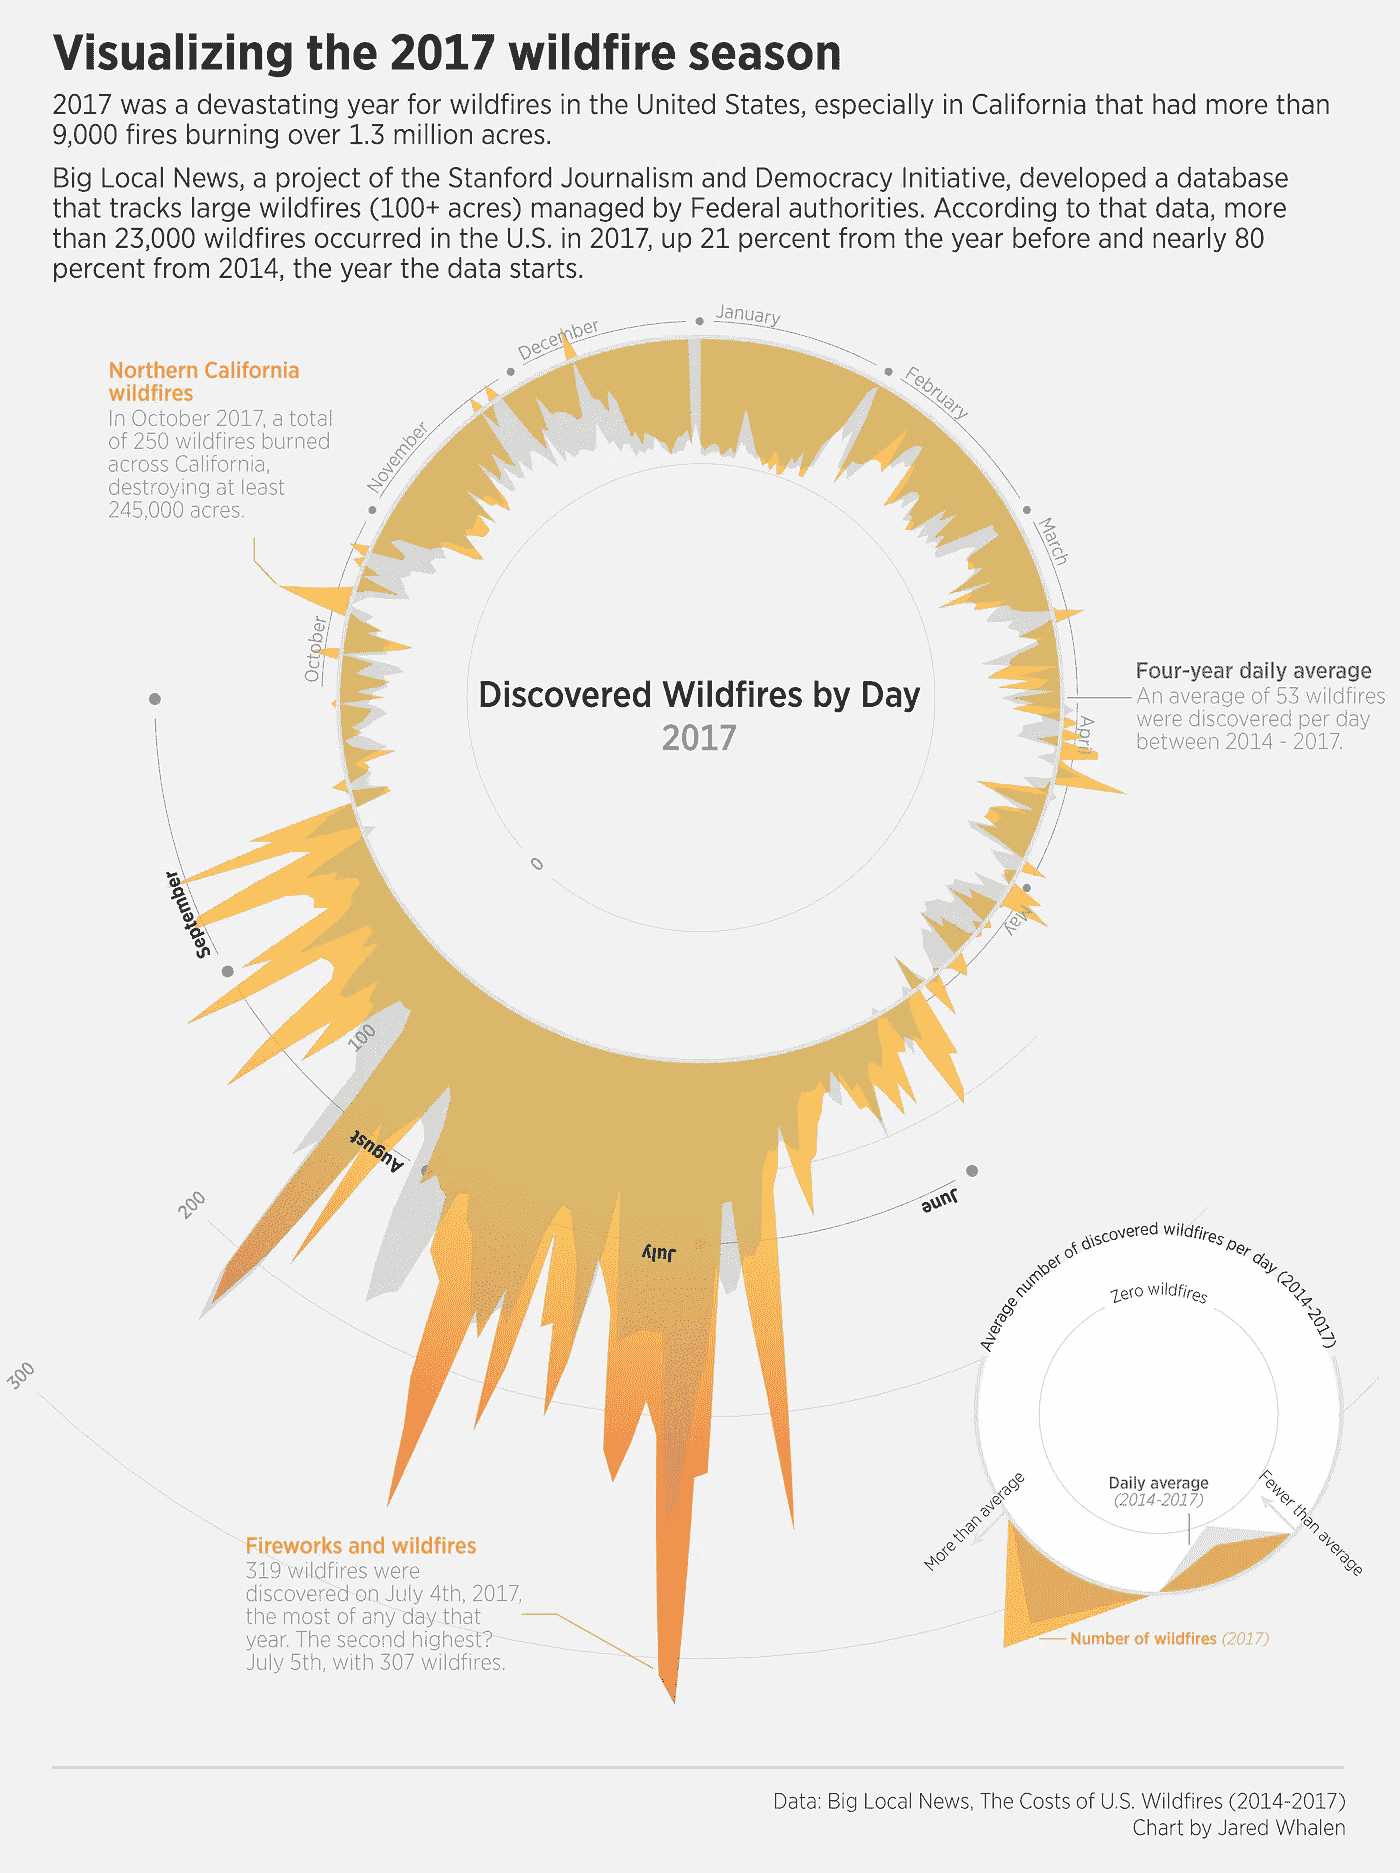 Visualizing the 2017 wildfire season
2017 was a devastating year for wildfires in the United States, especially in California that had more than
9,000 fires burning over 1.3 million acres.
Big Local News, a project of the Stanford Journalism and Democracy Initiative, developed a database
that tracks large wildfires (100+ acres) managed by Federal authorities. According to that data, more
than 23,000 wildfires occurred in the U.S. in 2017, up 21 percent from the year before and nearly 80
percent from 2014, the year the data starts.
January
February
March
April
May
June
July
August
September
October
November
December
Northern California
wildfires
In October 2017, a total
of 250 wildfires burned
across California,
destroying at least
245,000 acres.
Four-year daily average
An average of 53 wildfires
were discovered per day
between 2014 - 2017.
Discovered Wildfires by Day
2017
0
100
200
300
Fireworks and wildfires
319 wildfires were
discovered on July 4th, 2017,
the most of any day that
year. The second highest?
July 5th, with 307 wildfires.
Average number of discovered wildfires per day (2014-2017)
Zero wildfires
Daily average
(2014-2017)
More than average
Fewer than average
Number of wildfires (2017)
Data: Big Local News, The Costs of U.S. Wildfires (2014-2017)
Chart by Jared Whalen